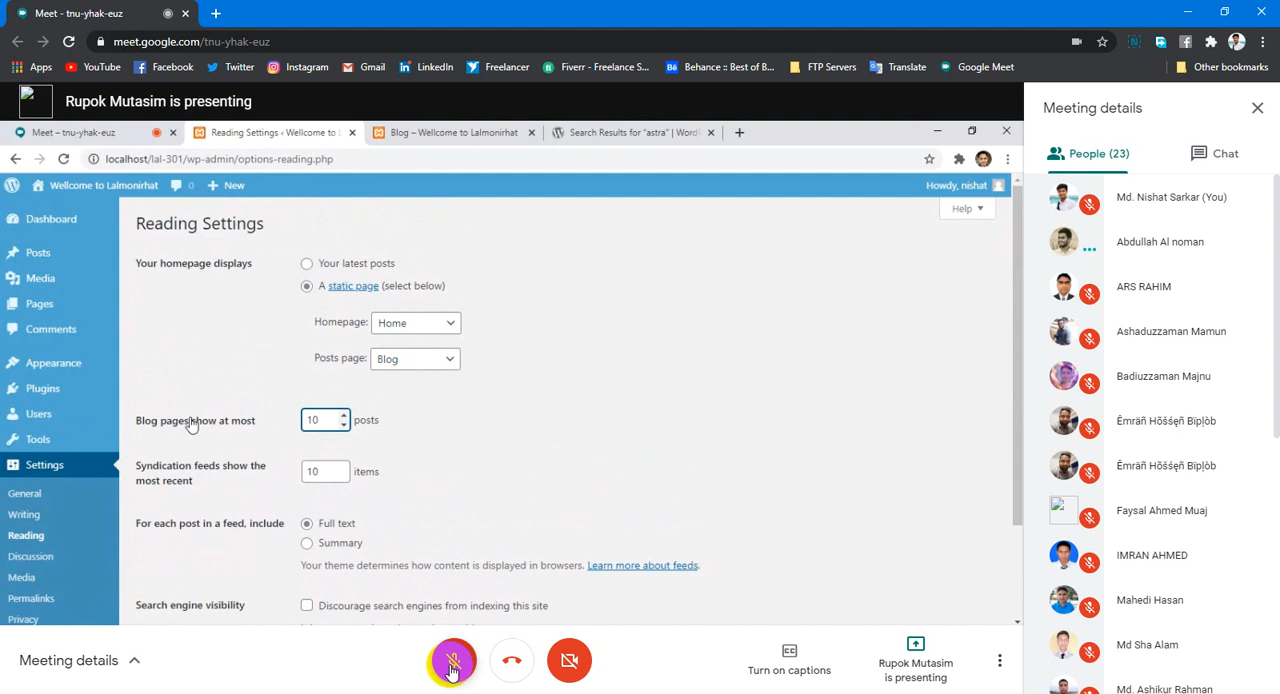 Meet - tnu-yhak-euz
meet.google.com/tnu-yhak-euz
Apps YouTube Facebook Twitter Instagram Gmail LinkedIn Freelancer Fiverr - Freelance S... Behance :: Best of B... FTP Servers Translate Google Meet Other bookmarks
Rupok Mutasim is presenting
Meet – tnu-yhak-euz
Reading Settings ‹ Wellcome to L
Blog – Wellcome to Lalmonirhat
Search Results for "astra" | Word
localhost/lal-301/wp-admin/options-reading.php
Wellcome to Lalmonirhat 0 New Howdy, nishat
Dashboard
Posts
Media
Pages
Comments
Appearance
Plugins
Users
Tools
Settings
General
Writing
Reading
Discussion
Media
Permalinks
Privacy
Help
Reading Settings
Your homepage displays
Your latest posts
A static page (select below)
Homepage: Home
Posts page: Blog
Blog pages show at most 10 posts
Syndication feeds show the
most recent
10 items
For each post in a feed, include
Full text
Summary
Your theme determines how content is displayed in browsers. Learn more about feeds.
Search engine visibility
Discourage search engines from indexing this site
Meeting details
People (23)
Chat
Md. Nishat Sarkar (You)
Abdullah Al noman
ARS RAHIM
Ashaduzzaman Mamun
Badiuzzaman Majnu
Êmräñ Hõšśęñ Bïpļòb
Êmräñ Hõšśęñ Bïpļòb
Faysal Ahmed Muaj
IMRAN AHMED
Mahedi Hasan
Md Sha Alam
Md. Ashikur Rahman
Meeting details
Turn on captions
Rupok Mutasim
is presenting